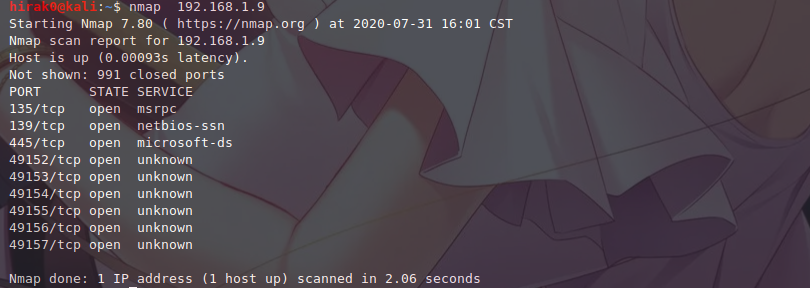 hirak0@kali:~$ nmap  192.168.1.9
Starting Nmap 7.80 ( https://nmap.org ) at 2020-07-31 16:01 CST
Nmap scan report for 192.168.1.9
Host is up (0.00093s latency).
Not shown: 991 closed ports
PORT      STATE SERVICE
135/tcp   open  msrpc
139/tcp   open  netbios-ssn
445/tcp   open  microsoft-ds
49152/tcp open  unknown
49153/tcp open  unknown
49154/tcp open  unknown
49155/tcp open  unknown
49156/tcp open  unknown
49157/tcp open  unknown
Nmap done: 1 IP address (1 host up) scanned in 2.06 seconds